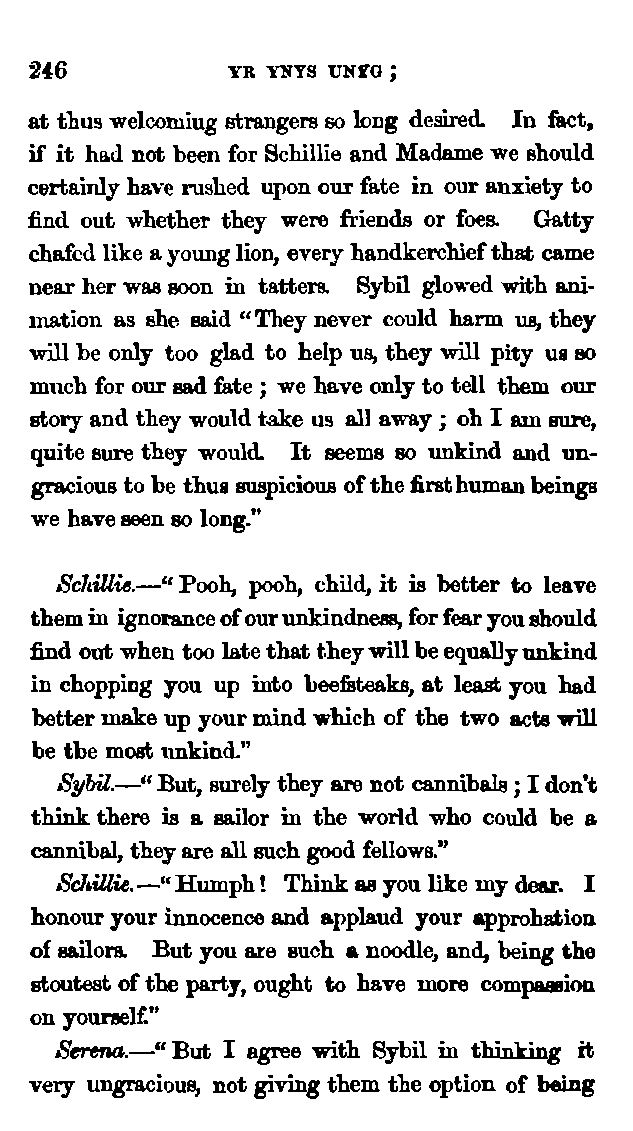 246 YR YNYS UNYG ;
at thus welcomiug strangers so long desired. In fact,
if it had not been for Schillie and Madame we should
certainly have rushed upon our fate in our anxiety to
find out whether they were friends or foes. Gatty
chafed like a young lion, every handkerchief that came
near her was soon in tatters. Sybil glowed with ani-
mation as she said "They never could harm us, they
will be only too glad to help us, they will pity us so
much for our sad fate ; we have only to tell them our
story and they would take us all away ; oh I am sure,
quite sure they would. It seems so unkind and un-
gracious to be thus suspicious of the first human beings
we have seen so long."
Schillie.—" Pooh, pooh, child, it is better to leave
them in ignorance of our unkindness, for fear you should
find out when too late that they will be equally unkind
in chopping you up into beefsteaks, at least you had
better make up your mind which of the two acts will
be the most unkind."
Sybil.—" But, surely they are not cannibals ; I don't
think there is a sailor in the world who could be a
cannibal, they are all such good fellows."
Schillie.—" Humph ! Think as you like my dear. I
honour your innocence and applaud your approbation
of sailors. But you are such a noodle, and, being the
stoutest of the party, ought to have more compassion
on yourself."
Serena.—" But I agree with Sybil in thinking it
very ungracious, not giving them the option of being